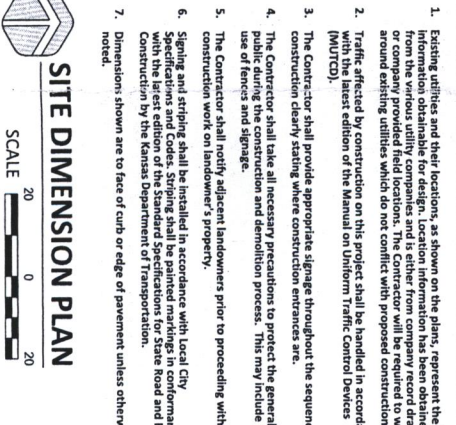 1. Existing utilities and their locations, as shown on the plans, represent the
information obtainable for design. Location information has been obtaine
from the various utility companies and is either from company record dra
or company provided field locations. The Contractor will be required to w
around existing utilities which do not conflict with proposed construction
2. Traffic affected by construction on this project shall be handled in accorda
with the latest edition of the Manual on Uniform Traffic Control Devices
(MUTCD).
3. The Contractor shall provide appropriate signage throughout the sequence
construction clearly stating where construction entrances are.
4. The Contractor shall take all necessary precautions to protect the general
public during the construction and demolition process. This may include
use of fences and signage.
5. The Contractor shall notify adjacent landowners prior to proceeding with
construction work on landowner's property.
6. Signing and striping shall be installed in accordance with Local City
Specifications and Codes. Striping shall be painted markings in conforman
with the latest edition of the Standard Specifications for State Road and
Construction by the Kansas Department of Transportation.
7. Dimensions shown are to face of curb or edge of pavement unless otherw
noted.
SITE DIMENSION PLAN
SCALE 20 0 20